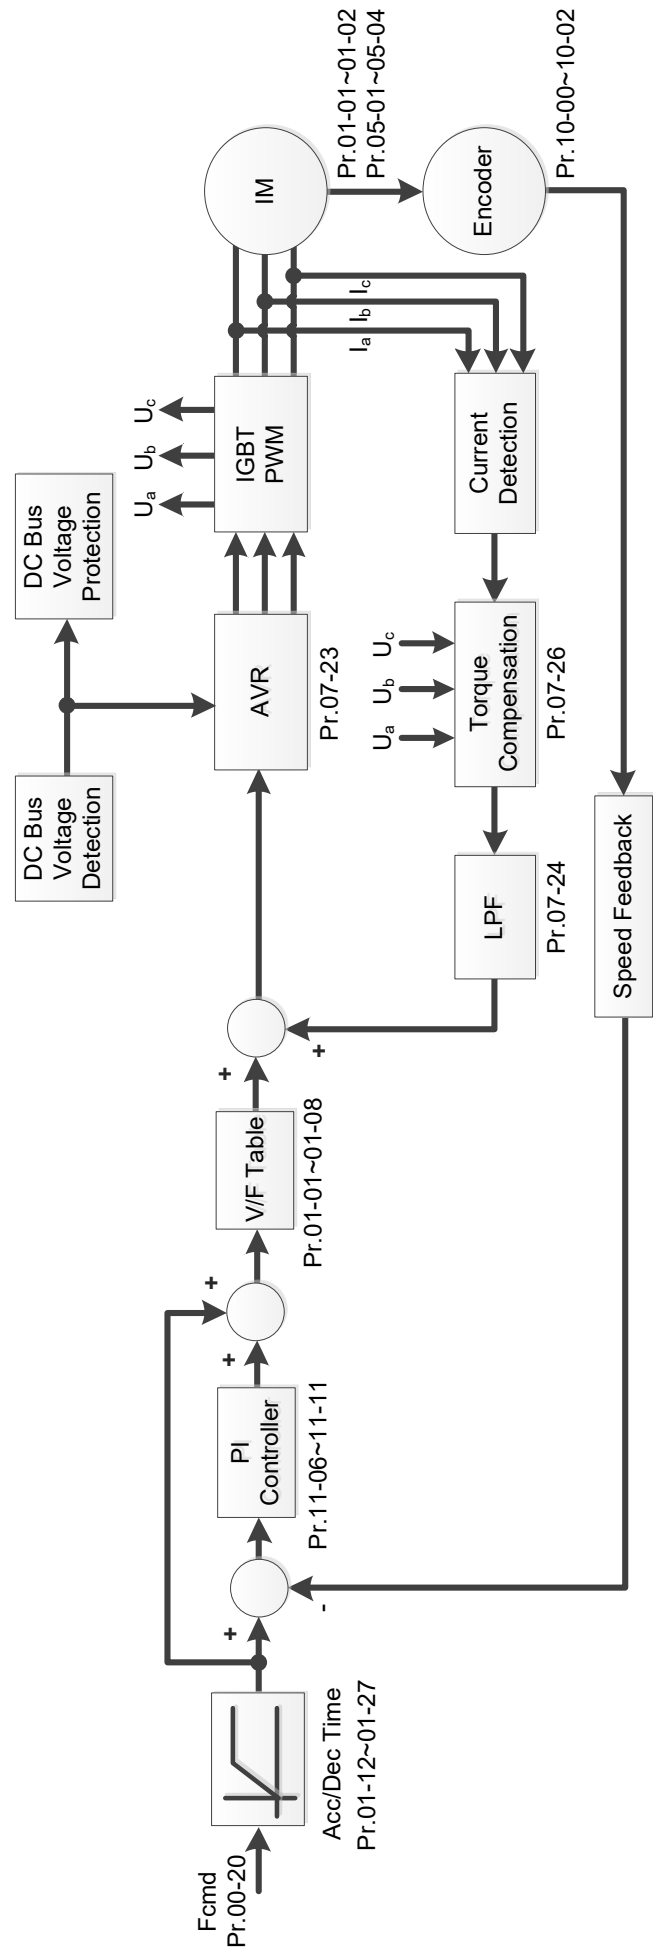 Fcmd
Pr.00-20
Acc/Dec Time
Pr.01-12~01-27
+
-
PI
Controller
Pr.11-06~11-11
+
+
V/F Table
Pr.01-01~01-08
+
+
DC Bus
Voltage
Detection
DC Bus
Voltage
Protection
AVR
Pr.07-23
IGBT
PWM
Ua
Ub
Uc
IM
Pr.01-01~01-02
Pr.05-01~05-04
Ia
Ib
Ic
Encoder
Pr.10-00~10-02
Current
Detection
Torque
Compensation
Pr.07-26
Ua
Ub
Uc
LPF
Pr.07-24
Speed Feedback